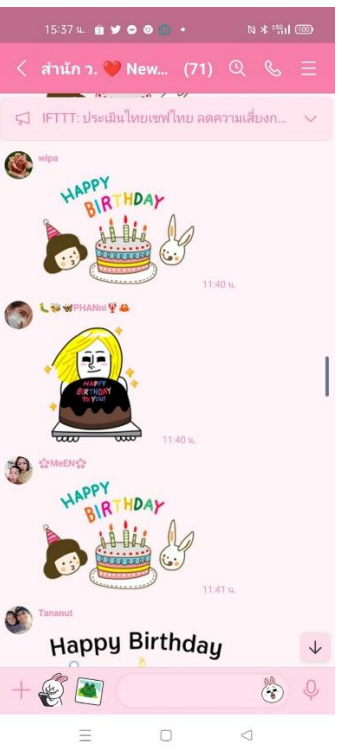 15:37 น.
100
สำนัก ว. ❤️ New... (71)
IFTTT: ประเมินไทยเซฟไทย ลดความเสี่ยงก...
wipa
HAPPY
BIRTHDAY
11:40 น.
🐛🐝🦋PHANni🦞🦀
HAPPY
BIRTHDAY
TO YOU!
11:40 น.
🌸MeEN🌸
HAPPY
BIRTHDAY
11:41 น.
Tananut
Happy Birthday